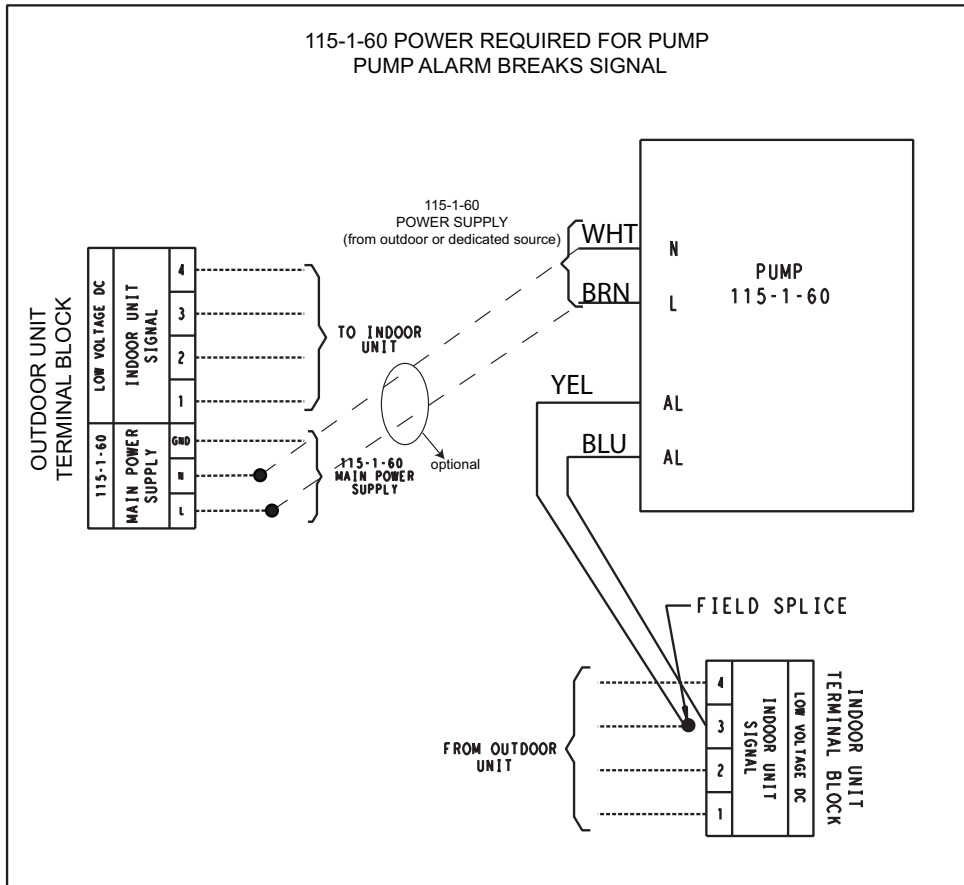 115-1-60 POWER REQUIRED FOR PUMP
PUMP ALARM BREAKS SIGNAL
115-1-60
POWER SUPPLY
(from outdoor or dedicated source)
WHT
BRN
YEL
BLU
N
L
AL
AL
PUMP
115-1-60
OUTDOOR UNIT
TERMINAL BLOCK
LOW VOLTAGE DC
INDOOR UNIT
SIGNAL
4
3
2
1
115-1-60
MAIN POWER
SUPPLY
GND
N
L
TO INDOOR
UNIT
115-1-60
MAIN POWER
SUPPLY
optional
FIELD SPLICE
FROM OUTDOOR
UNIT
4
3
2
1
INDOOR UNIT
SIGNAL
LOW VOLTAGE DC
INDOOR UNIT
TERMINAL BLOCK